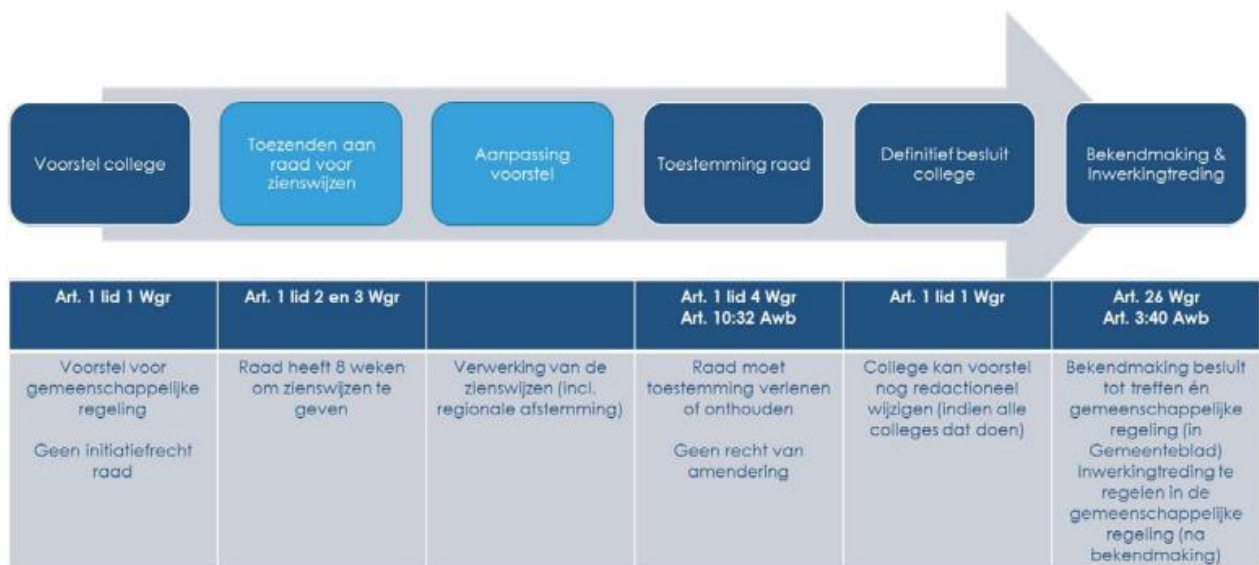 Voorstel college
Toezenden aan
raad voor
zienswijzen
Aanpassing
voorstel
Toestemming raad
Definitief besluit
college
Bekendmaking &
Inwerkingtreding
Art. 1 lid 1 Wgr
Art. 1 lid 2 en 3 Wgr
Art. 1 lid 4 Wgr
Art. 10:32 Awb
Art. 1 lid 1 Wgr
Art. 26 Wgr
Art. 3:40 Awb
Voorstel voor
gemeenschappelijke
regeling
Geen initiatiefrecht
raad
Raad heeft 8 weken
om zienswijzen te
geven
Verwerking van de
zienswijzen (incl.
regionale afstemming)
Raad moet
toestemming verlenen
of onthouden
Geen recht van
amendering
College kan voorstel
nog redactioneel
wijzigen (indien alle
colleges dat doen)
Bekendmaking besluit
tot treffen én
gemeenschappelijke
regeling (in
Gemeenteblad)
Inwerkingtreding te
regelen in de
gemeenschappelijke
regeling (na
bekendmaking)